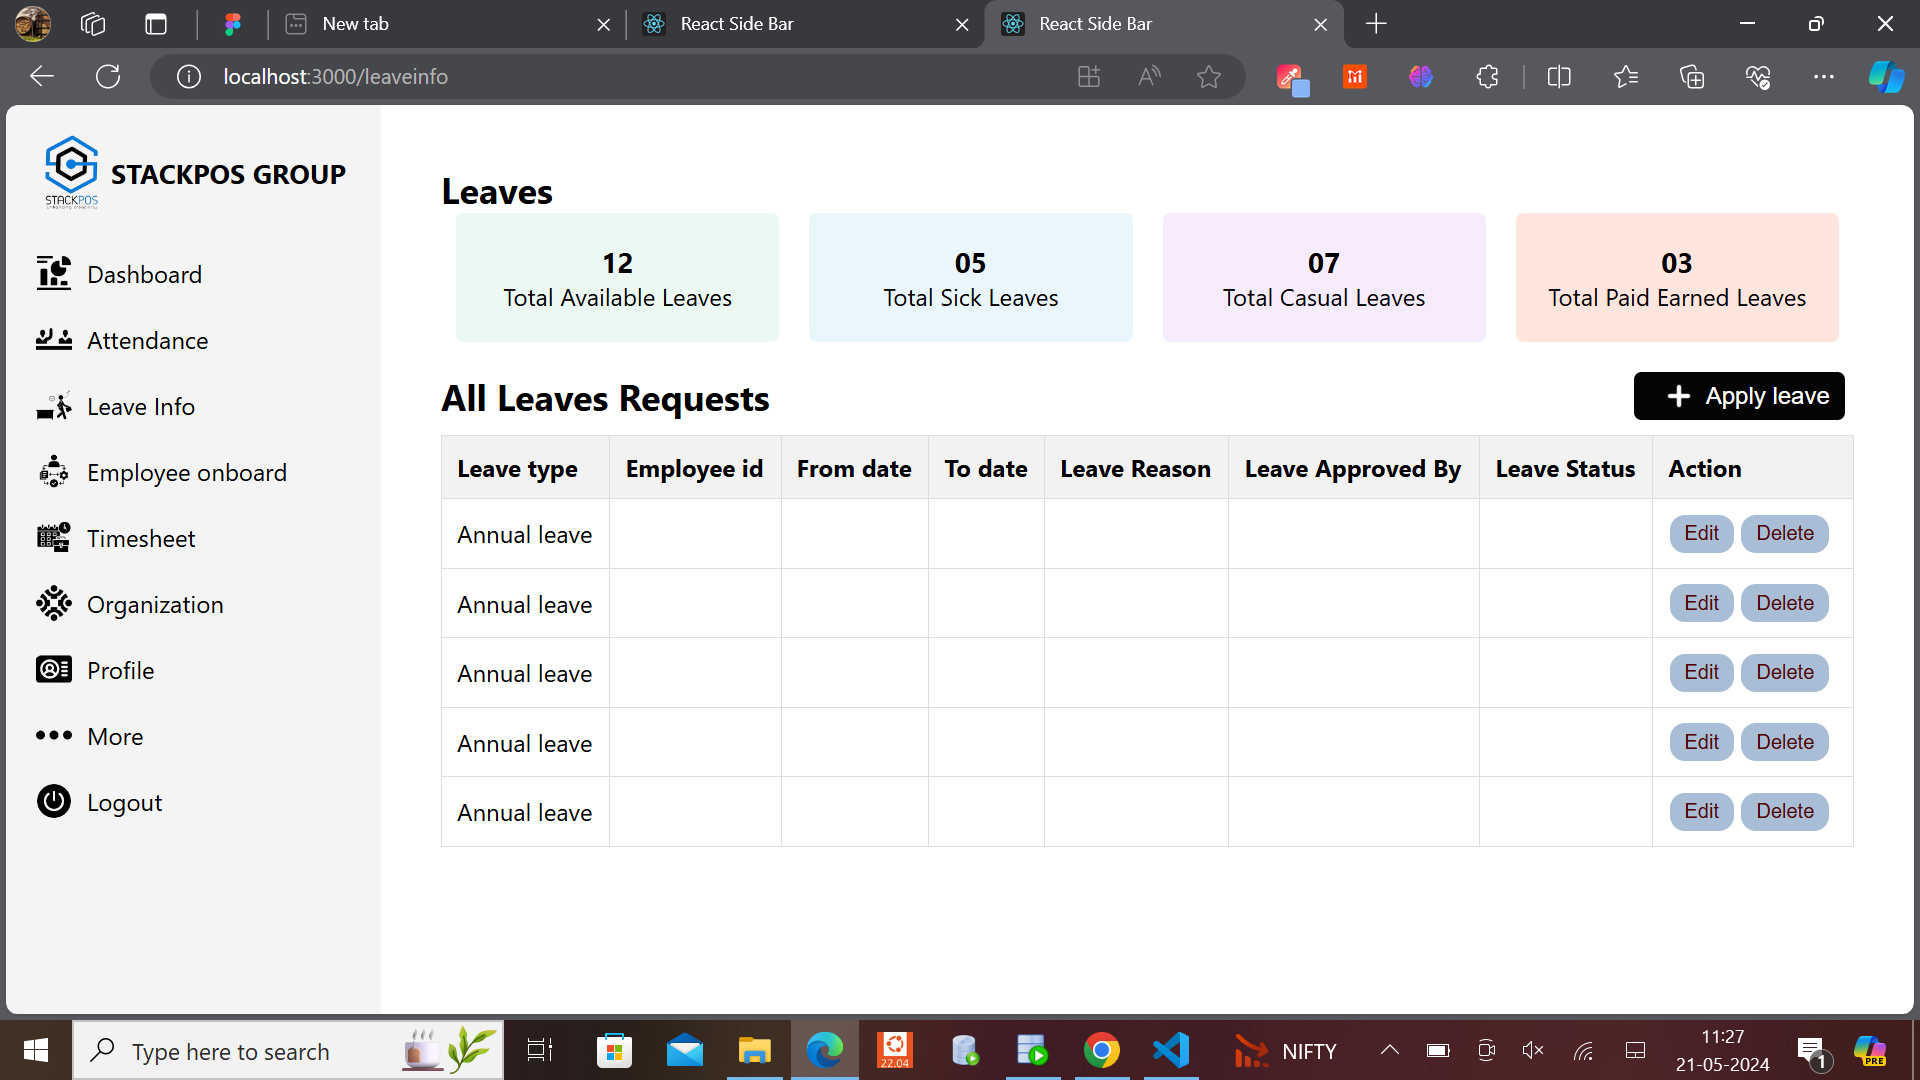 New tab
React Side Bar
React Side Bar
localhost:3000/leaveinfo
STACKPOS
STACKPOS GROUP
Dashboard
Attendance
Leave Info
Employee onboard
Timesheet
Organization
Profile
More
Logout
Leaves
12
Total Available Leaves
05
Total Sick Leaves
07
Total Casual Leaves
03
Total Paid Earned Leaves
All Leaves Requests
Apply leave
Leave type Employee id From date To date Leave Reason Leave Approved By Leave Status Action
Annual leave Edit Delete
Annual leave Edit Delete
Annual leave Edit Delete
Annual leave Edit Delete
Annual leave Edit Delete
Type here to search
22.04
NIFTY
11:27
21-05-2024
1
PRE